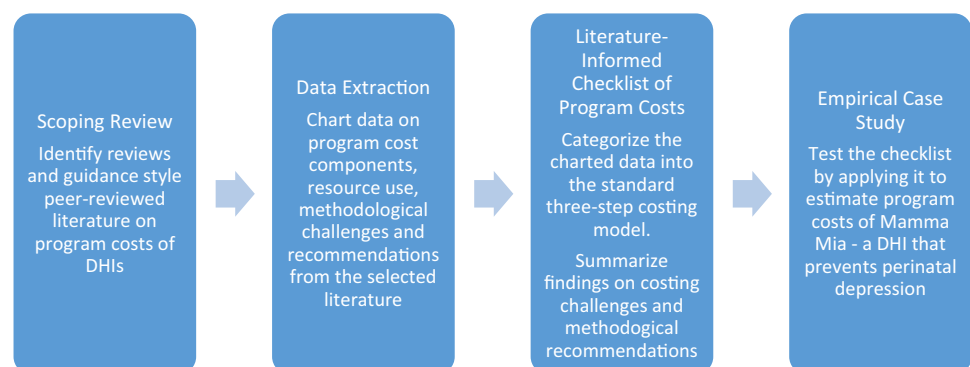 Scoping Review
Identify reviews
and guidance style
peer-reviewed
literature on
program costs of
DHIs
Data Extraction
Chart data on
program cost
components,
resource use,
methodological
challenges and
recommendations
from the selected
literature
Literature-
Informed
Checklist of
Program Costs
Categorize the
charted data into
the standard
three-step costing
model.
Summarize
findings on costing
challenges and
methodogical
recommendations
Empirical Case
Study
Test the checklist
by applying it to
estimate program
costs of Mamma
Mia - a DHI that
prevents perinatal
depression